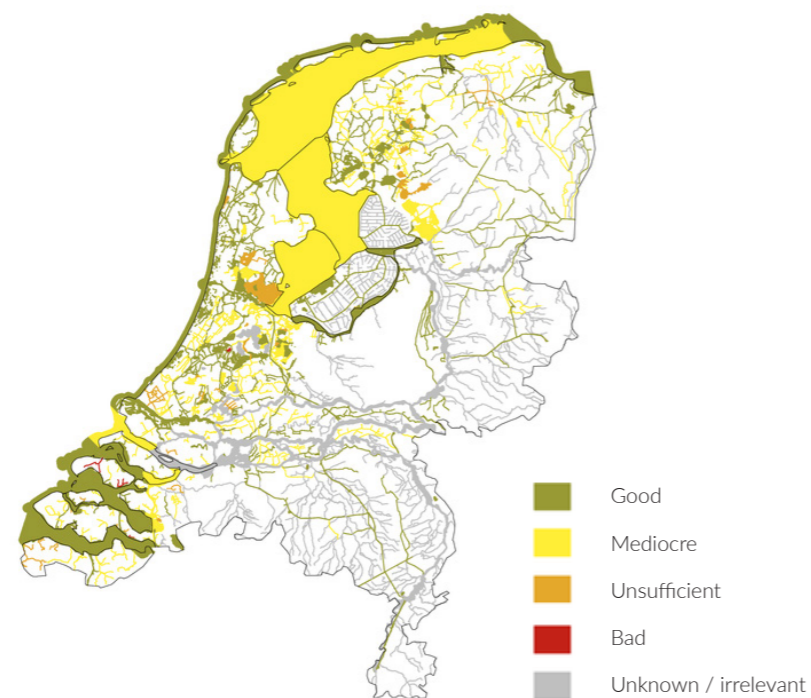 Good
Mediocre
Unsufficient
Bad
Unknown / irrelevant